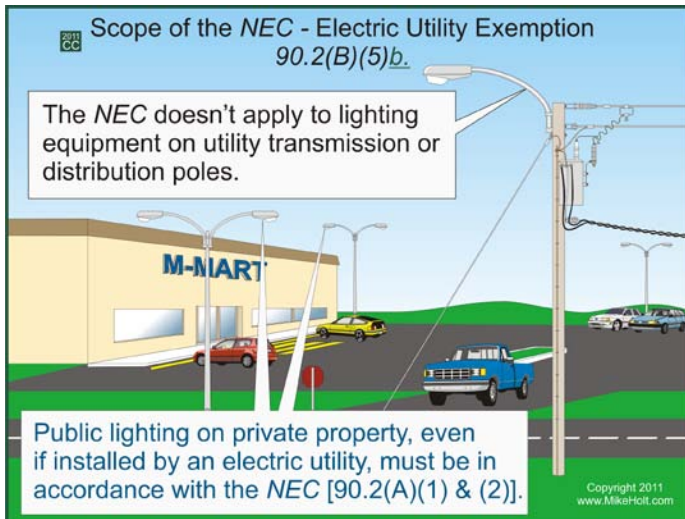 2011
CC
Scope of the NEC - Electric Utility Exemption
90.2(B)(5)b.
The NEC doesn't apply to lighting
equipment on utility transmission or
distribution poles.
M-MART
Public lighting on private property, even
if installed by an electric utility, must be in
accordance with the NEC [90.2(A)(1) & (2)].
Copyright 2011
www.MikeHolt.com